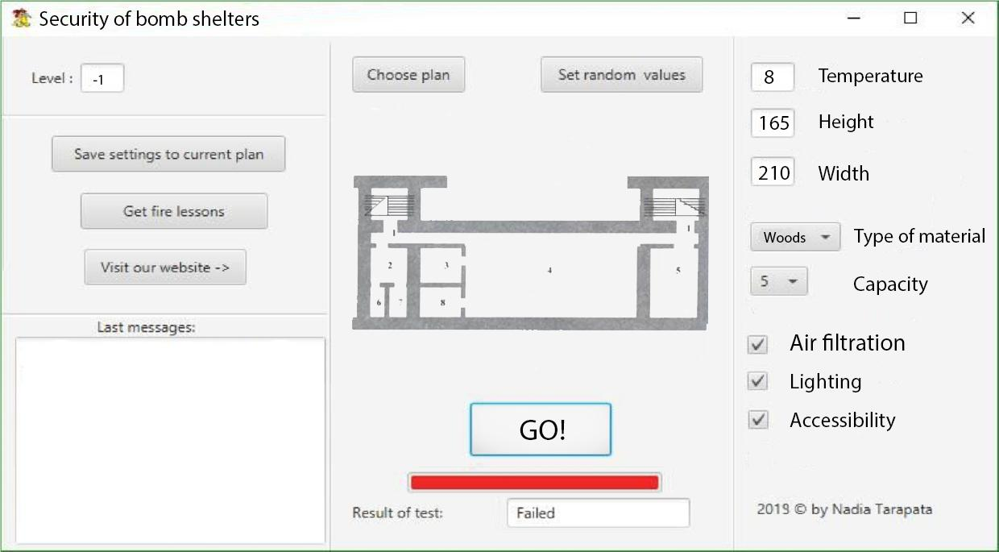 Security of bomb shelters
Level :
-1
Save settings to current plan
Get fire lessons
Visit our website ->
Last messages:
Choose plan
Set random values
1
1
2
3
4
5
6
7
8
GO!
Result of test:
Failed
8
Temperature
165
Height
210
Width
Woods
Type of material
5
Capacity
Air filtration
Lighting
Accessibility
© by Nadia Tarapata